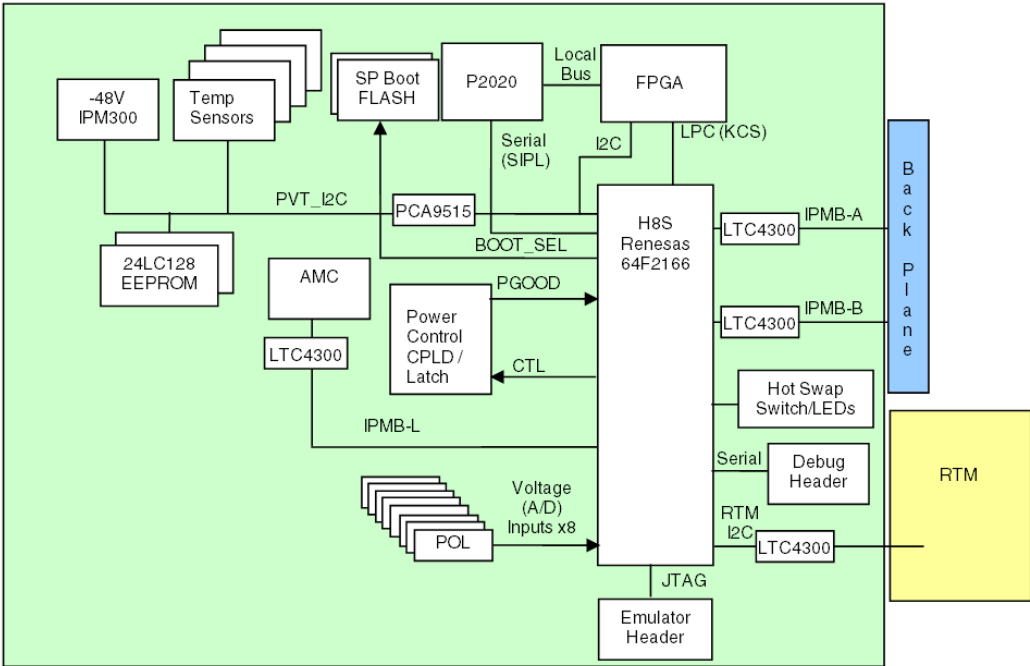 -48V
IPM300
Temp
Sensors
SP Boot
FLASH
P2020
Local
Bus
FPGA
Serial
(SIPL)
I2C
LPC (KCS)
PVT_I2C
PCA9515
BOOT_SEL
24LC128
EEPROM
AMC
LTC4300
IPMB-L
PGOOD
Power
Control
CPLD /
Latch
CTL
H8S
Renesas
64F2166
LTC4300
IPMB-A
LTC4300
IPMB-B
Back Plane
Hot Swap
Switch/LEDs
Serial
Debug
Header
RTM
I2C
LTC4300
RTM
Voltage
(A/D)
Inputs x8
POL
JTAG
Emulator
Header